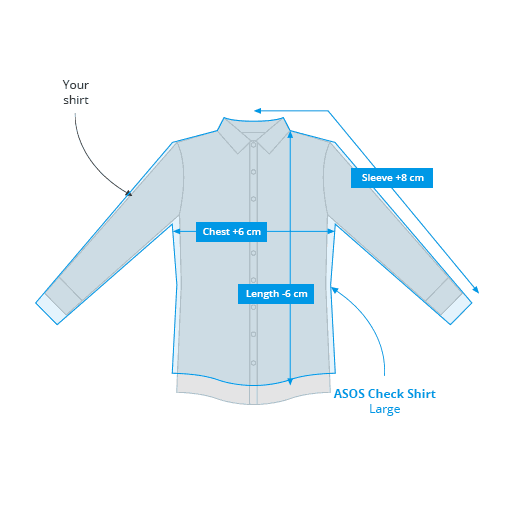 Your
shirt
Sleeve +8 cm
Chest +6 cm
Length -6 cm
ASOS Check Shirt
Large